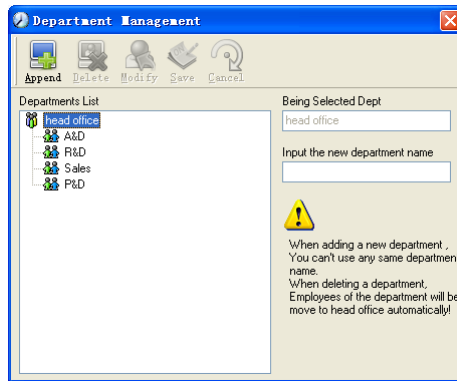 Department Management
Append Delete Modify Save Cancel
Departments List
Being Selected Dept
head office
head office
A&D
R&D
Sales
P&D
Input the new department name
When adding a new department ,
You can't use any same departmen
name.
When deleting a department,
Employees of the department will be
move to head office automatically!